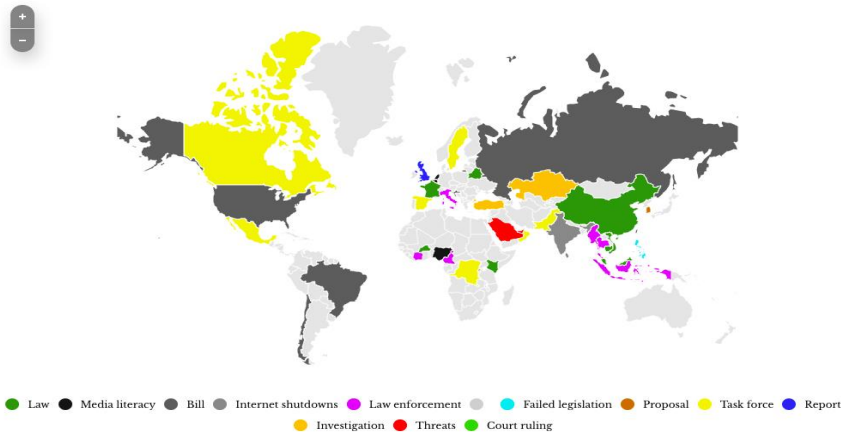 +
−
Law Media literacy Bill Internet shutdowns Law enforcement Failed legislation Proposal Task force Report
Investigation Threats Court ruling